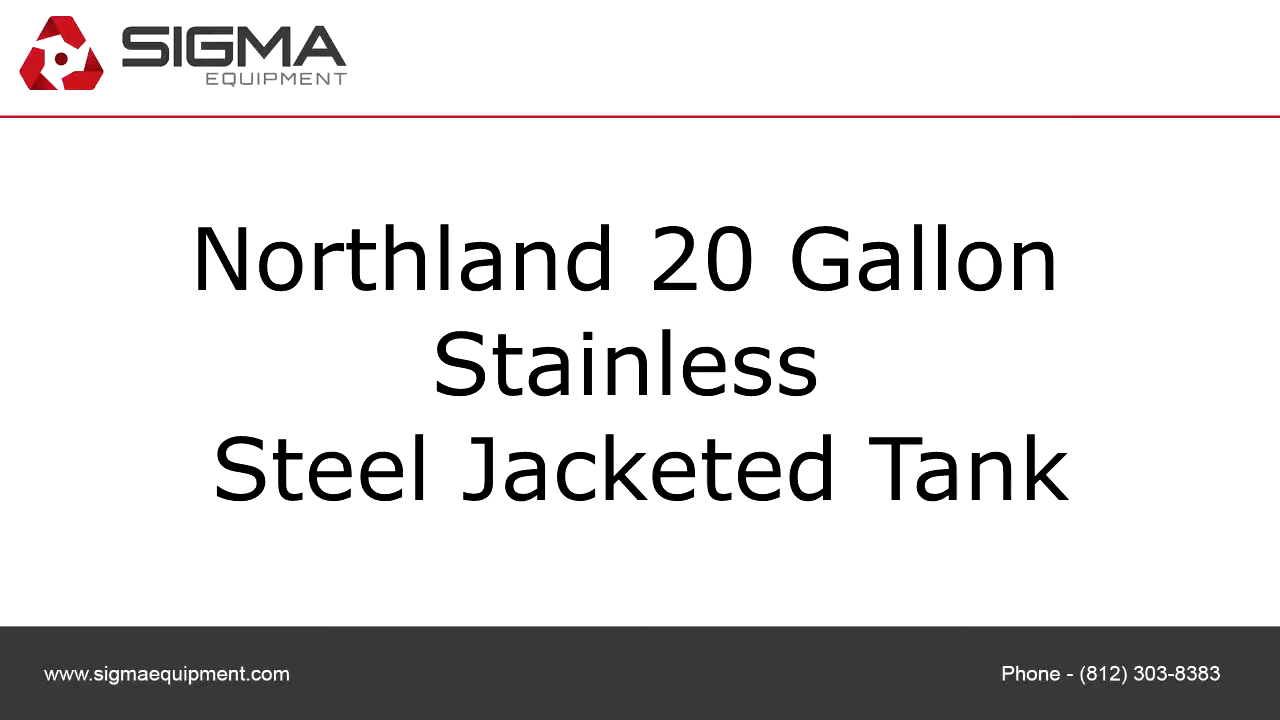 SIGMA
EQUIPMENT
Northland 20 Gallon
Stainless
Steel Jacketed Tank
www.sigmaequipment.com
Phone - (812) 303-8383